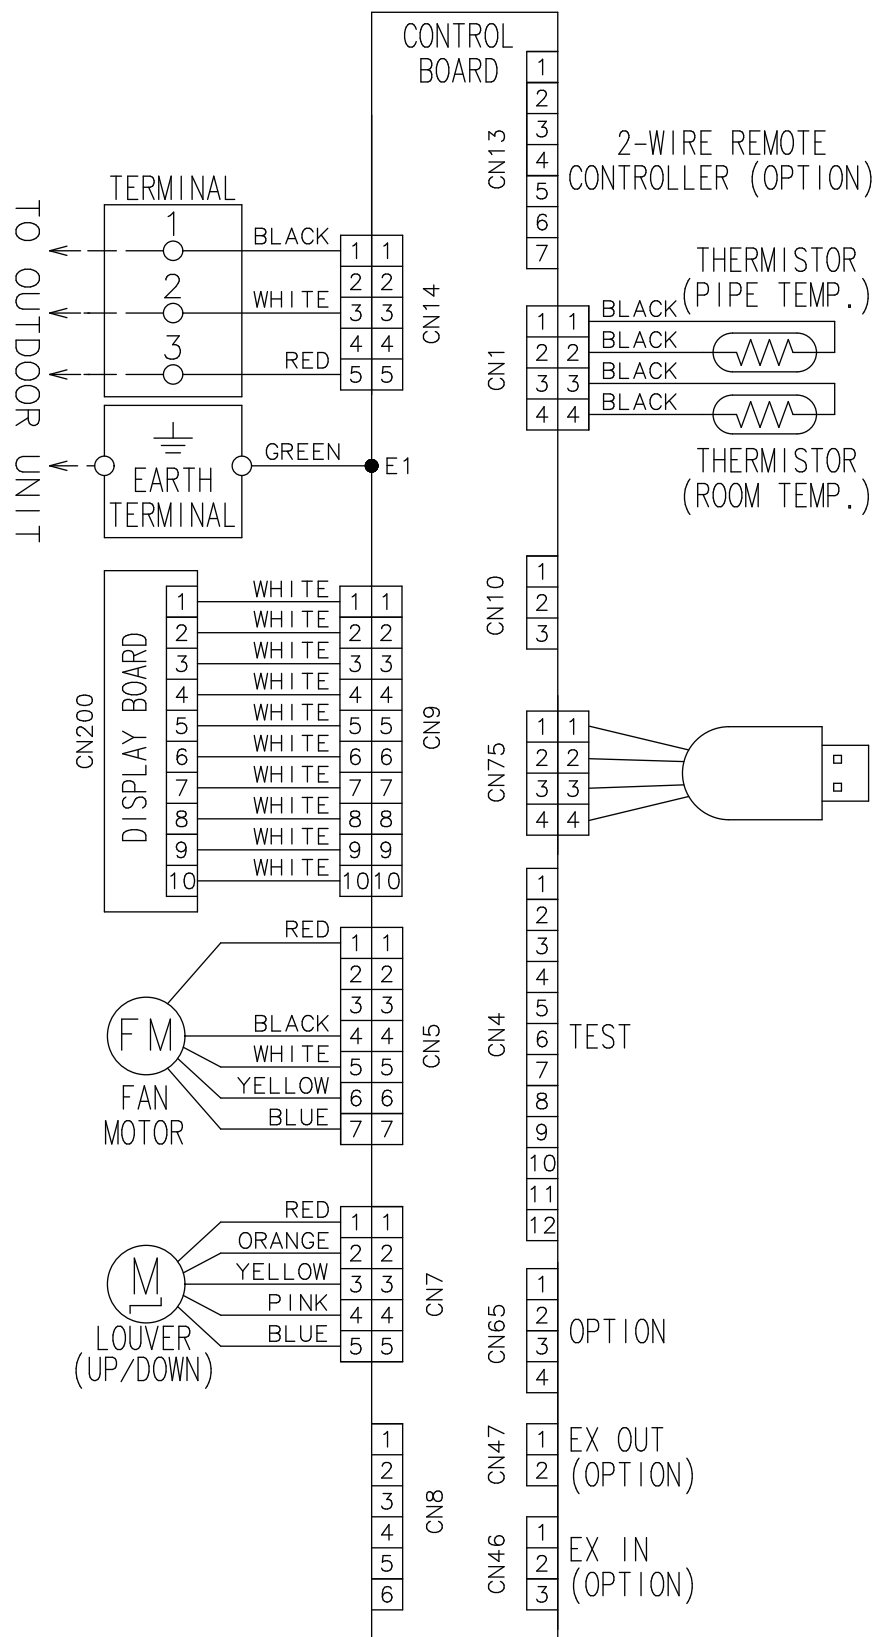 CONTROL
BOARD
CN13
1
2
3
4
5
6
7
2-WIRE REMOTE
CONTROLLER (OPTION)
TO OUTDOOR UNIT
TERMINAL
1
2
3
BLACK
WHITE
RED
1 1
2 2
3 3
4 4
5 5
CN14
EARTH
TERMINAL
GREEN
E1
CN1
1 1
2 2
3 3
4 4
BLACK
BLACK
BLACK
BLACK
THERMISTOR
(PIPE TEMP.)
THERMISTOR
(ROOM TEMP.)
CN10
1
2
3
CN200
DISPLAY BOARD
1 WHITE 1 1
2 WHITE 2 2
3 WHITE 3 3
4 WHITE 4 4
5 WHITE 5 5
6 WHITE 6 6
7 WHITE 7 7
8 WHITE 8 8
9 WHITE 9 9
10 WHITE 10 10
CN9
CN75
1 1
2 2
3 3
4 4
FM
FAN
MOTOR
RED 1 1
2 2
3 3
BLACK 4 4
WHITE 5 5
YELLOW 6 6
BLUE 7 7
CN5
CN4
1
2
3
4
5
6
7
8
9
10
11
12
TEST
M
LOUVER
(UP/DOWN)
RED 1 1
ORANGE 2 2
YELLOW 3 3
PINK 4 4
BLUE 5 5
CN7
CN65
1
2
3
4
OPTION
1
2
3
4
5
6
CN8
CN47
1
2
EX OUT
(OPTION)
CN46
1
2
3
EX IN
(OPTION)